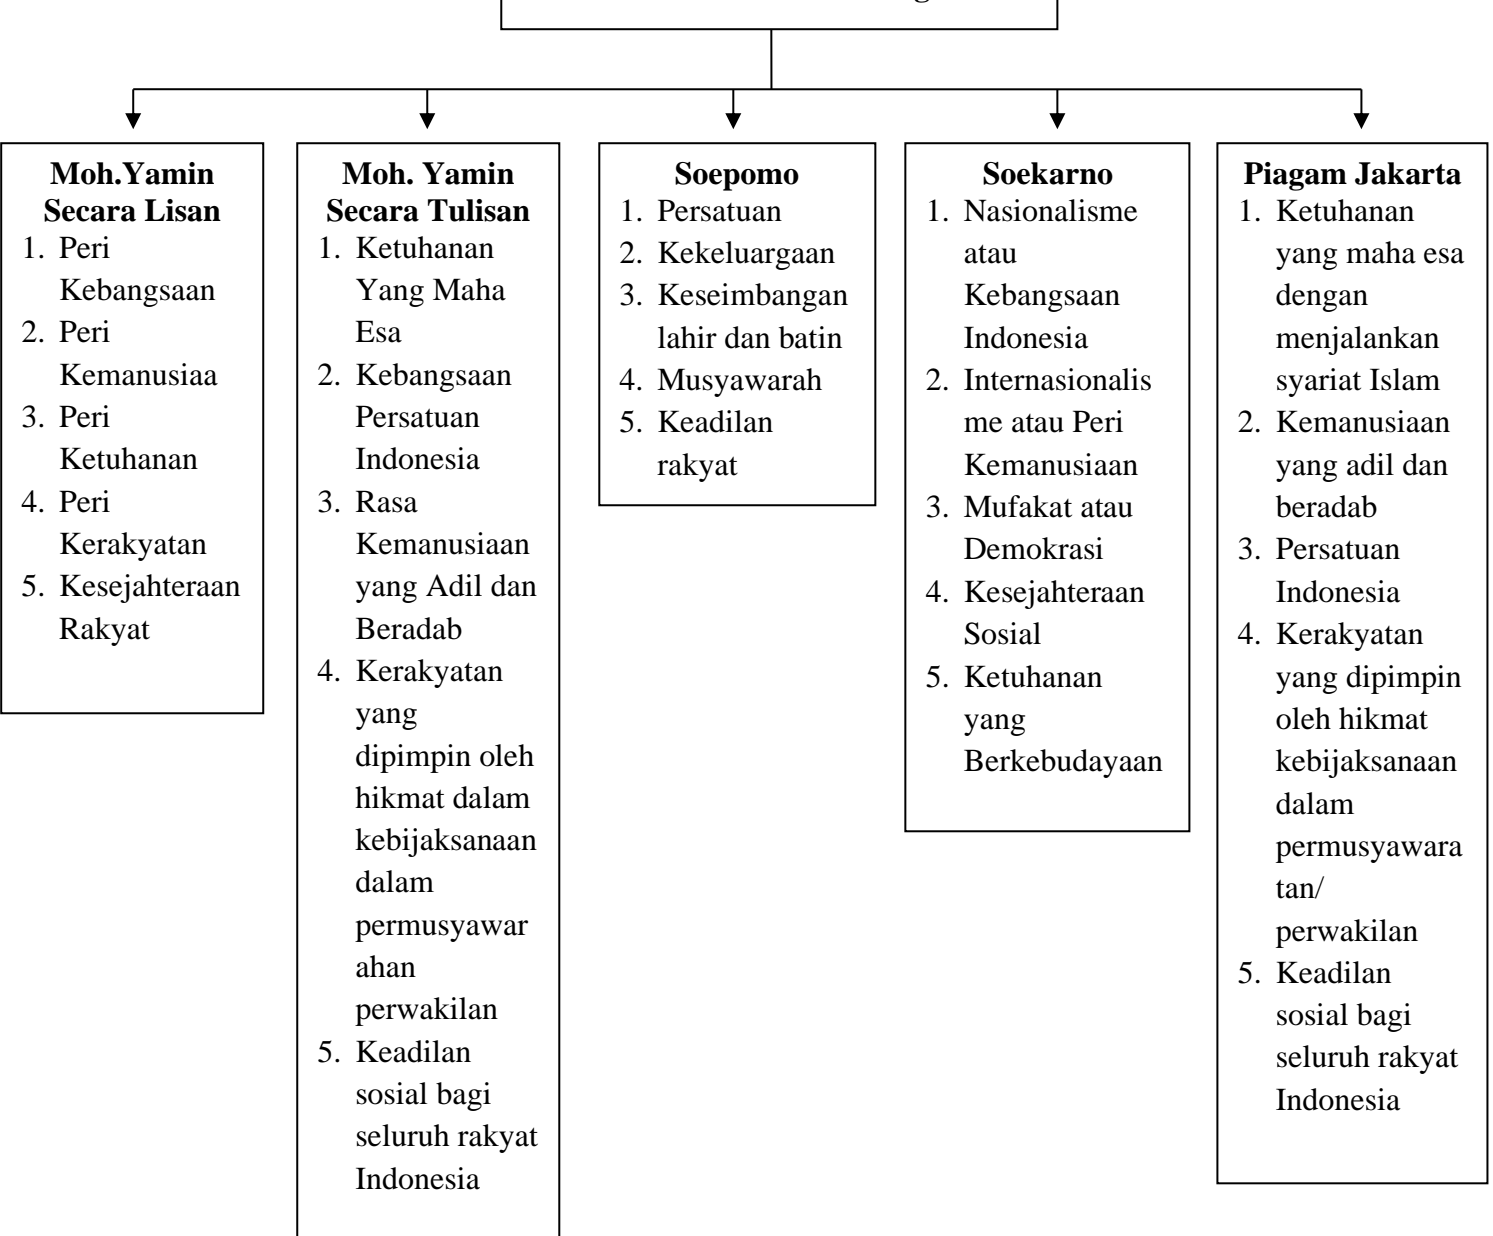 Moh.Yamin
Secara Lisan
1. Peri
Kebangsaan
2. Peri
Kemanusiaa
3. Peri
Ketuhanan
4. Peri
Kerakyatan
5. Kesejahteraan
Rakyat
Moh. Yamin
Secara Tulisan
1. Ketuhanan
Yang Maha
Esa
2. Kebangsaan
Persatuan
Indonesia
3. Rasa
Kemanusiaan
yang Adil dan
Beradab
4. Kerakyatan
yang
dipimpin oleh
hikmat dalam
kebijaksanaan
dalam
permusyawar
ahan
perwakilan
5. Keadilan
sosial bagi
seluruh rakyat
Indonesia
Soepomo
1. Persatuan
2. Kekeluargaan
3. Keseimbangan
lahir dan batin
4. Musyawarah
5. Keadilan
rakyat
Soekarno
1. Nasionalisme
atau
Kebangsaan
Indonesia
2. Internasionalis
me atau Peri
Kemanusiaan
3. Mufakat atau
Demokrasi
4. Kesejahteraan
Sosial
5. Ketuhanan
yang
Berkebudayaan
Piagam Jakarta
1. Ketuhanan
yang maha esa
dengan
menjalankan
syariat Islam
2. Kemanusiaan
yang adil dan
beradab
3. Persatuan
Indonesia
4. Kerakyatan
yang dipimpin
oleh hikmat
kebijaksanaan
dalam
permusyawara
tan/
perwakilan
5. Keadilan
sosial bagi
seluruh rakyat
Indonesia